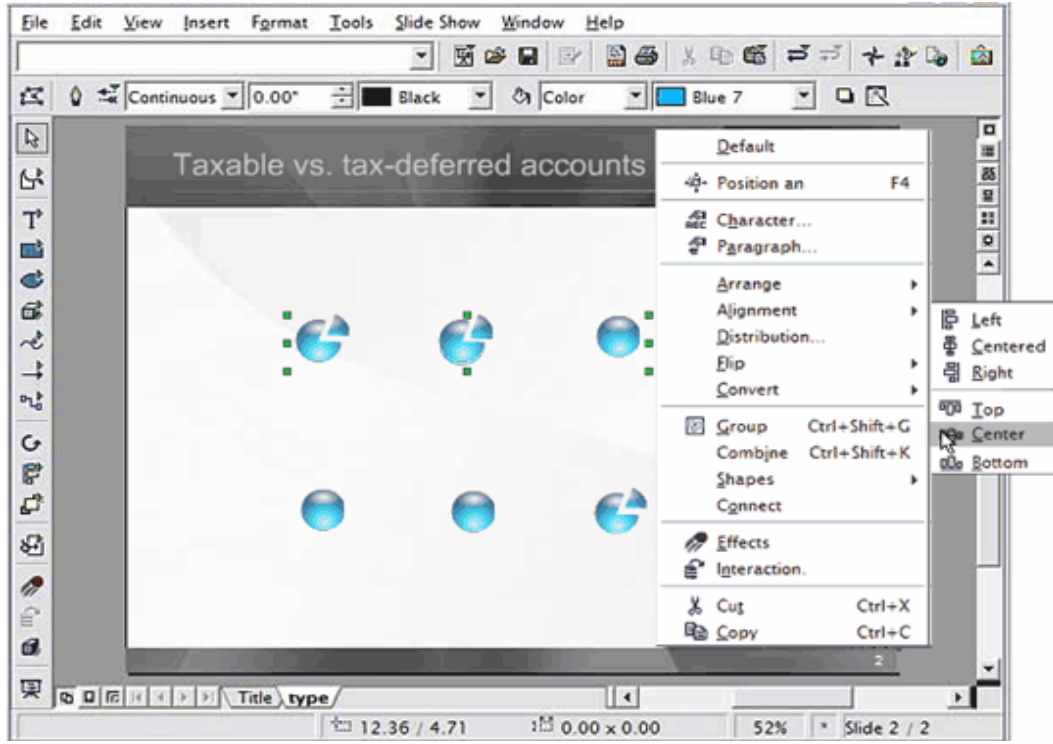 File Edit View Insert Format Tools Slide Show Window Help
Continuous 0.00" Black Color Blue 7
Taxable vs. tax-deferred accounts
Default
Position an F4
Character...
Paragraph...
Arrange
Alignment
Distribution...
Flip
Convert
Group Ctrl+Shift+G
Combine Ctrl+Shift+K
Shapes
Connect
Effects
Interaction.
Cut Ctrl+X
Copy Ctrl+C
Left
Centered
Right
Top
Center
Bottom
2
Title type
12.36 / 4.71 0.00 x 0.00 52% * Slide 2 / 2